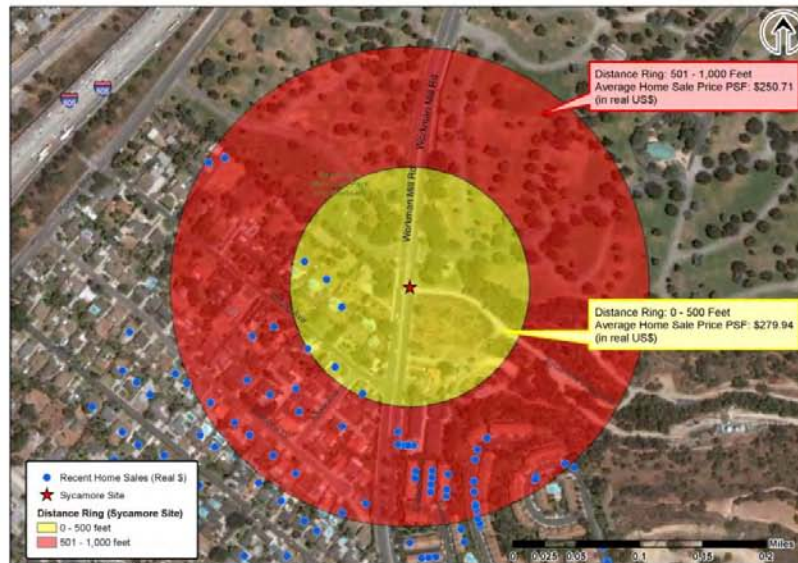 Distance Ring: 501 - 1,000 Feet
Average Home Sale Price PSF: $250.71
(in real US$)
605
605
Workman Mill Rd
Workman Mill Rd
Distance Ring: 0 - 500 Feet
Average Home Sale Price PSF: $279.94
(in real US$)
Recent Home Sales (Real $)
Sycamore Site
Distance Ring (Sycamore Site)
0 - 500 feet
501 - 1,000 feet
Miles
0 0.025 0.05 0.1 0.15 0.2